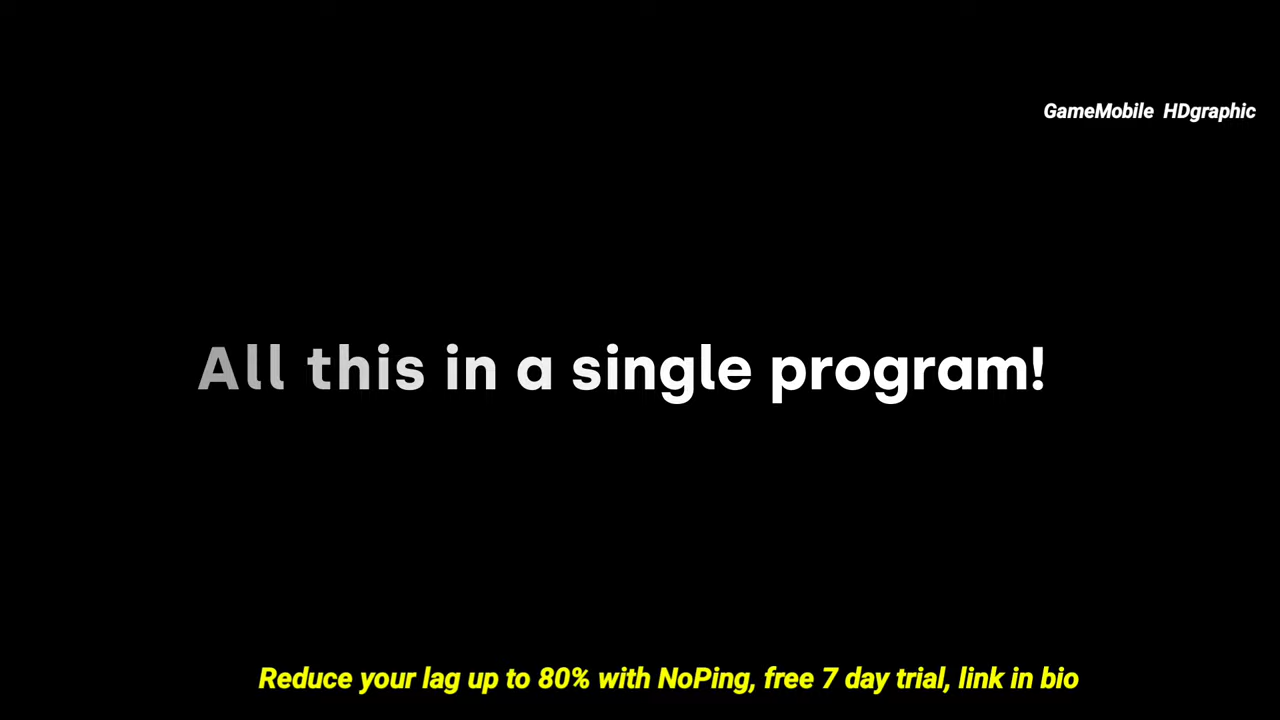 GameMobile HDgraphic
All this in a single program!
Reduce your lag up to 80% with NoPing, free 7 day trial, link in bio